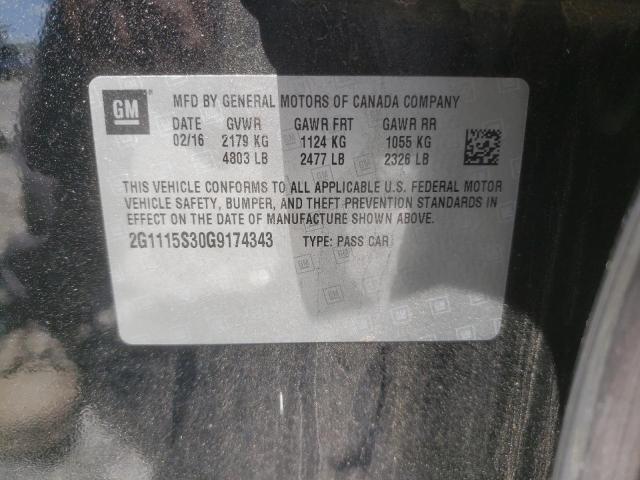 GM
MFD BY GENERAL MOTORS OF CANADA COMPANY
DATE GVWR GAWR FRT GAWR RR
02/16 2179 KG 1124 KG 1055 KG
4803 LB 2477 LB 2326 LB
THIS VEHICLE CONFORMS TO ALL APPLICABLE U.S. FEDERAL MOTOR
VEHICLE SAFETY, BUMPER, AND THEFT PREVENTION STANDARDS IN
EFFECT ON THE DATE OF MANUFACTURE SHOWN ABOVE.
2G1115S30G9174343 TYPE: PASS CAR